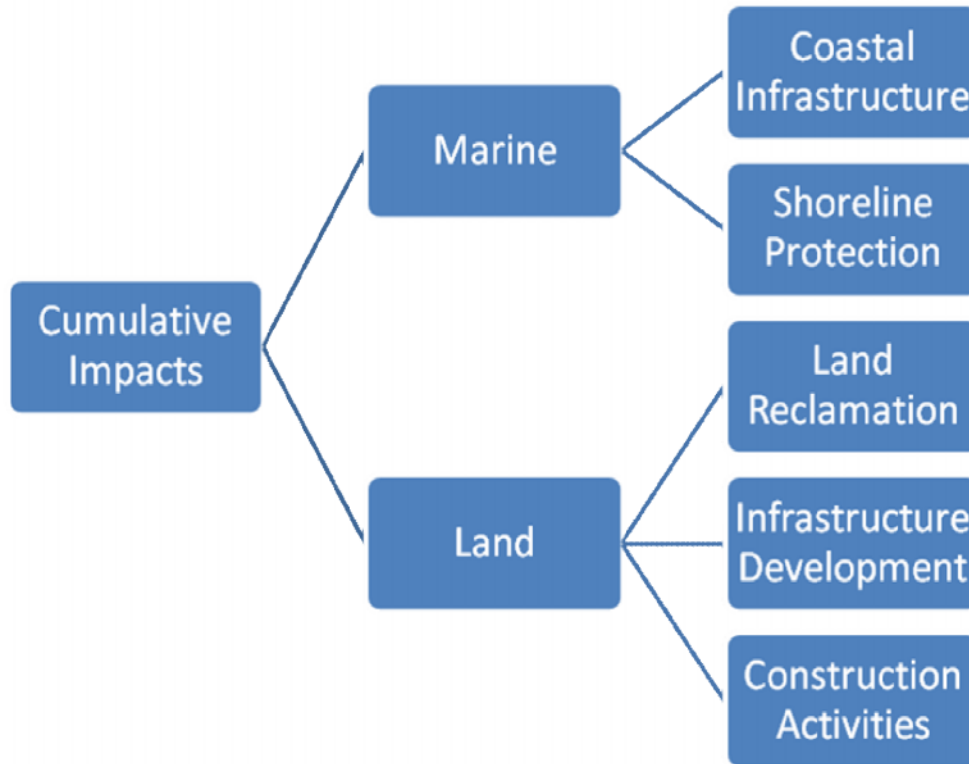 Cumulative
Impacts
Marine
Coastal
Infrastructure
Shoreline
Protection
Land
Land
Reclamation
Infrastructure
Development
Construction
Activities